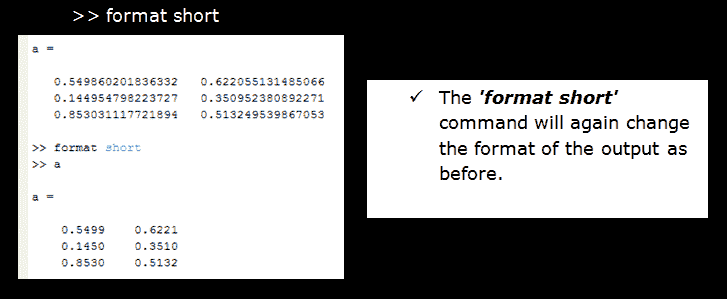 >> format short
a =
0.549860201836332 0.622055131485066
0.144954798223727 0.350952380892271
0.853031117721894 0.513249539867053
>> format short
>> a
a =
0.5499 0.6221
0.1450 0.3510
0.8530 0.5132
✓ The 'format short'
command will again change
the format of the output as
before.